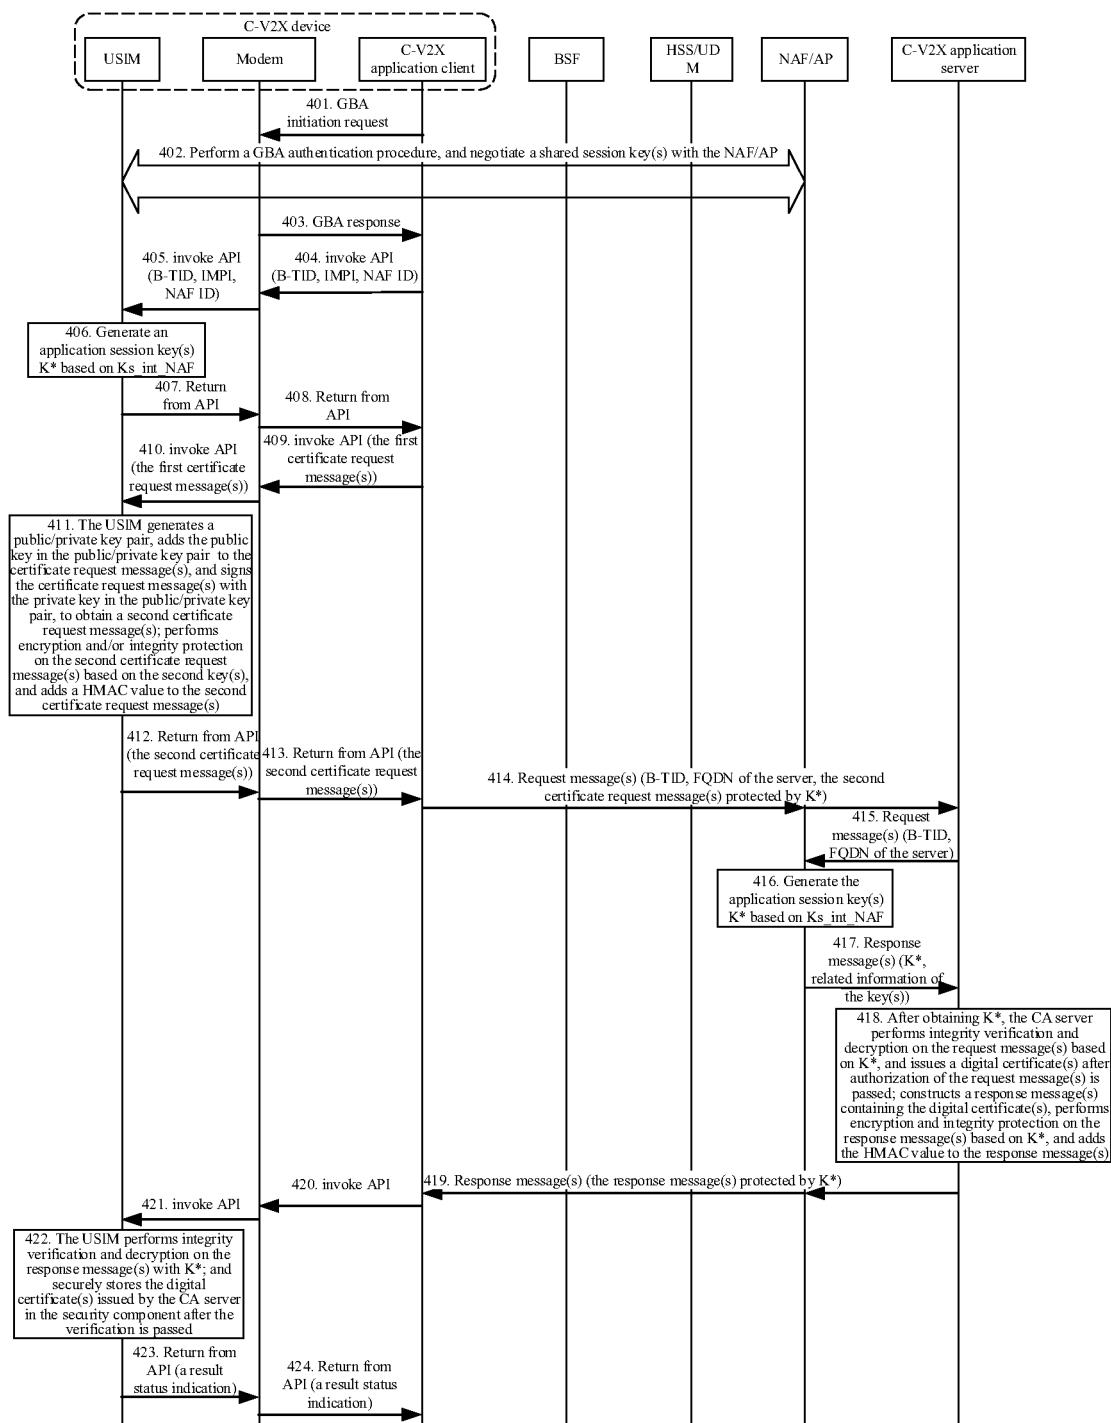 C-V2X device
USIM
Modem
C-V2X
application client
BSF
HSS/UD
M
NAF/AP
C-V2X application
server
401. GBA
initiation request
402. Perform a GBA authentication procedure, and negotiate a shared session key(s) with the NAF/AP
403. GBA response
404. invoke API
(B-TID, IMPI, NAF ID)
405. invoke API
(B-TID, IMPI,
NAF ID)
406. Generate an
application session key(s)
K* based on Ks_int_NAF
407. Return
from API
408. Return from
API
409. invoke API (the first
certificate request
message(s))
410. invoke API
(the first certificate
request message(s))
411. The USIM generates a
public/private key pair, adds the public
key in the public/private key pair to the
certificate request message(s), and signs
the certificate request message(s) with
the private key in the public/private key
pair, to obtain a second certificate
request message(s); performs
encryption and/or integrity protection
on the second certificate request
message(s) based on the second key(s),
and adds a HMAC value to the second
certificate request message(s)
412. Return from API
(the second certificate
request message(s))
413. Return from API (the
second certificate request
message(s))
414. Request message(s) (B-TID, FQDN of the server, the second
certificate request message(s) protected by K*)
415. Request
message(s) (B-TID,
FQDN of the server)
416. Generate the
application session key(s)
K* based on Ks_int_NAF
417. Response
message(s) (K*,
related information of
the key(s))
418. After obtaining K*, the CA server
performs integrity verification and
decryption on the request message(s) based
on K*, and issues a digital certificate(s) after
authorization of the request message(s) is
passed; constructs a response message(s)
containing the digital certificate(s), performs
encryption and integrity protection on the
response message(s) based on K*, and adds
the HMAC value to the response message(s)
419. Response message(s) (the response message(s) protected by K*)
420. invoke API
421. invoke API
422. The USIM performs integrity
verification and decryption on the
response message(s) with K*; and
securely stores the digital
certificate(s) issued by the CA server
in the security component after the
verification is passed
423. Return from
API (a result
status indication)
424. Return from
API (a result status
indication)